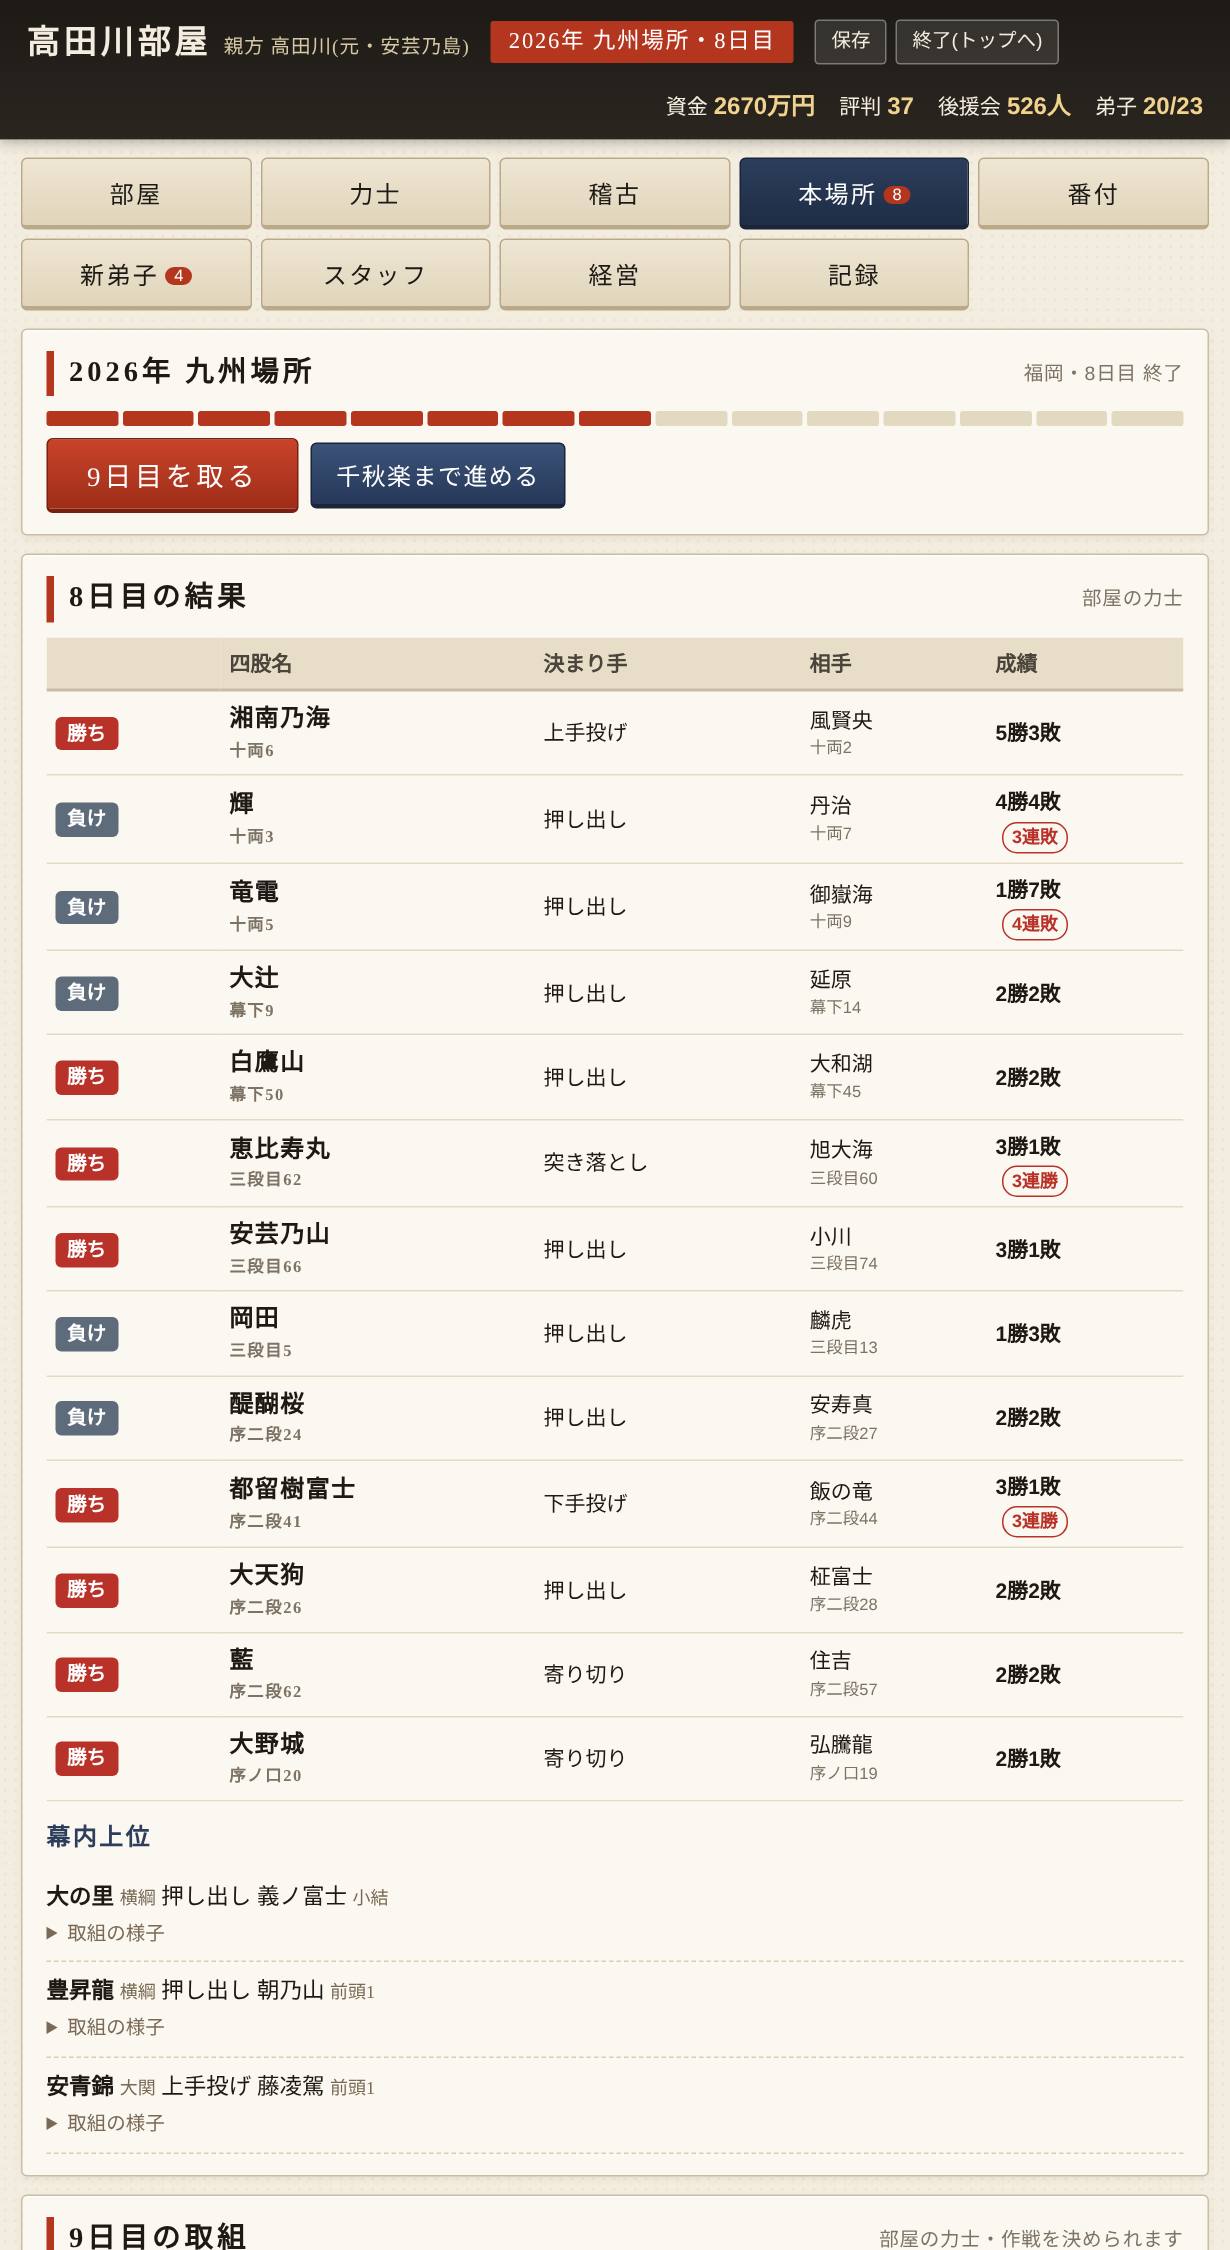 高田川部屋 親方 高田川(元・安芸乃島) 2026年 九州場所・8日目 保存 終了(トップへ)
資金 2670万円 評判 37 後援会 526人 弟子 20/23
部屋 力士 稽古 本場所 8 番付
新弟子 4 スタッフ 経営 記録
2026年 九州場所 福岡・8日目 終了
9日目を取る 千秋楽まで進める
8日目の結果 部屋の力士
四股名 決まり手 相手 成績
勝ち 湘南乃海 上手投げ 風賢央 5勝3敗
十両6 十両2
負け 輝 押し出し 丹治 4勝4敗
十両3 十両7 3連敗
負け 竜電 押し出し 御嶽海 1勝7敗
十両5 十両9 4連敗
負け 大辻 押し出し 延原 2勝2敗
幕下9 幕下14
勝ち 白鷹山 押し出し 大和湖 2勝2敗
幕下50 幕下45
勝ち 恵比寿丸 突き落とし 旭大海 3勝1敗
三段目62 三段目60 3連勝
勝ち 安芸乃山 押し出し 小川 3勝1敗
三段目66 三段目74
負け 岡田 押し出し 麟虎 1勝3敗
三段目5 三段目13
負け 醍醐桜 押し出し 安寿真 2勝2敗
序二段24 序二段27
勝ち 都留樹富士 下手投げ 飯の竜 3勝1敗
序二段41 序二段44 3連勝
勝ち 大天狗 押し出し 柾富士 2勝2敗
序二段26 序二段28
勝ち 藍 寄り切り 住吉 2勝2敗
序二段62 序二段57
勝ち 大野城 寄り切り 弘騰龍 2勝1敗
序ノ口20 序ノ口19
幕内上位
大の里 横綱 押し出し 義ノ富士 小結
▶ 取組の様子
豊昇龍 横綱 押し出し 朝乃山 前頭1
▶ 取組の様子
安青錦 大関 上手投げ 藤凌駕 前頭1
▶ 取組の様子
9日目の取組 部屋の力士・作戦を決められます